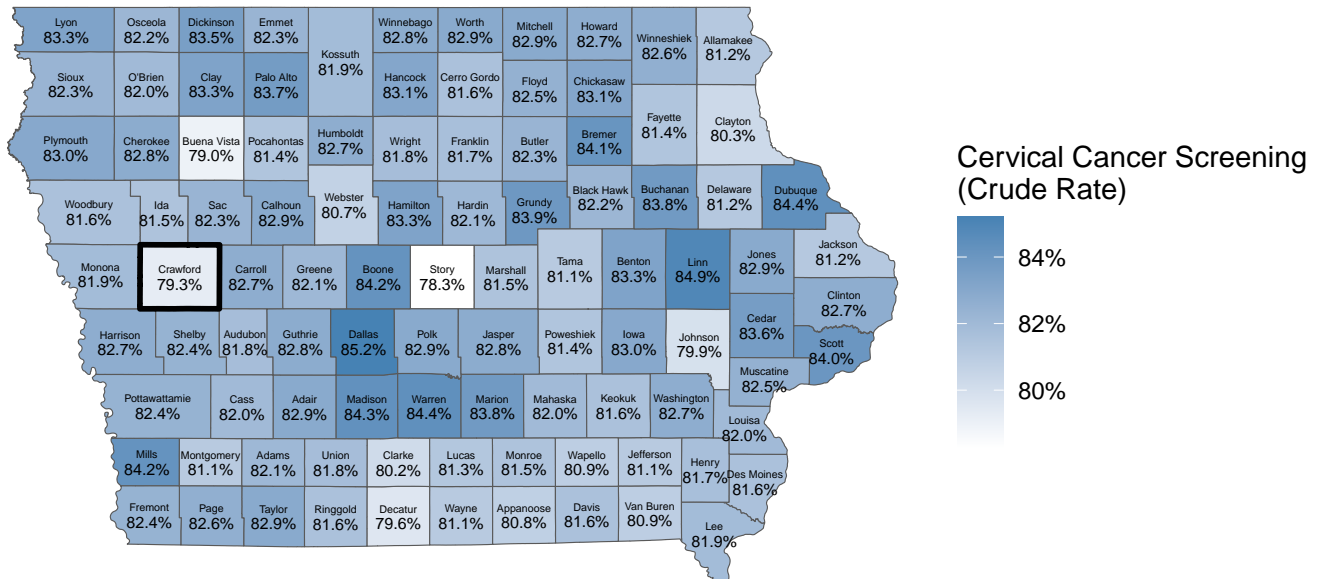 Lyon
83.3%
Osceola
82.2%
Dickinson
83.5%
Emmet
82.3%
Kossuth
81.9%
Winnebago
82.8%
Worth
82.9%
Mitchell
82.9%
Howard
82.7%
Winneshiek
82.6%
Allamakee
81.2%
Sioux
82.3%
O'Brien
82.0%
Clay
83.3%
Palo Alto
83.7%
Hancock
83.1%
Cerro Gordo
81.6%
Floyd
82.5%
Chickasaw
83.1%
Fayette
81.4%
Clayton
80.3%
Plymouth
83.0%
Cherokee
82.8%
Buena Vista
79.0%
Pocahontas
81.4%
Humboldt
82.7%
Wright
81.8%
Franklin
81.7%
Butler
82.3%
Bremer
84.1%
Woodbury
81.6%
Ida
81.5%
Sac
82.3%
Calhoun
82.9%
Webster
80.7%
Hamilton
83.3%
Hardin
82.1%
Grundy
83.9%
Black Hawk
82.2%
Buchanan
83.8%
Delaware
81.2%
Dubuque
84.4%
Monona
81.9%
Crawford
79.3%
Carroll
82.7%
Greene
82.1%
Boone
84.2%
Story
78.3%
Marshall
81.5%
Tama
81.1%
Benton
83.3%
Linn
84.9%
Jones
82.9%
Jackson
81.2%
Clinton
82.7%
Harrison
82.7%
Shelby
82.4%
Audubon
81.8%
Guthrie
82.8%
Dallas
85.2%
Polk
82.9%
Jasper
82.8%
Poweshiek
81.4%
Iowa
83.0%
Johnson
79.9%
Cedar
83.6%
Scott
84.0%
Muscatine
82.5%
Pottawattamie
82.4%
Cass
82.0%
Adair
82.9%
Madison
84.3%
Warren
84.4%
Marion
83.8%
Mahaska
82.0%
Keokuk
81.6%
Washington
82.7%
Louisa
82.0%
Mills
84.2%
Montgomery
81.1%
Adams
82.1%
Union
81.8%
Clarke
80.2%
Lucas
81.3%
Monroe
81.5%
Wapello
80.9%
Jefferson
81.1%
Henry
81.7%
Des Moines
81.6%
Fremont
82.4%
Page
82.6%
Taylor
82.9%
Ringgold
81.6%
Decatur
79.6%
Wayne
81.1%
Appanoose
80.8%
Davis
81.6%
Van Buren
80.9%
Lee
81.9%
Cervical Cancer Screening
(Crude Rate)
84%
82%
80%